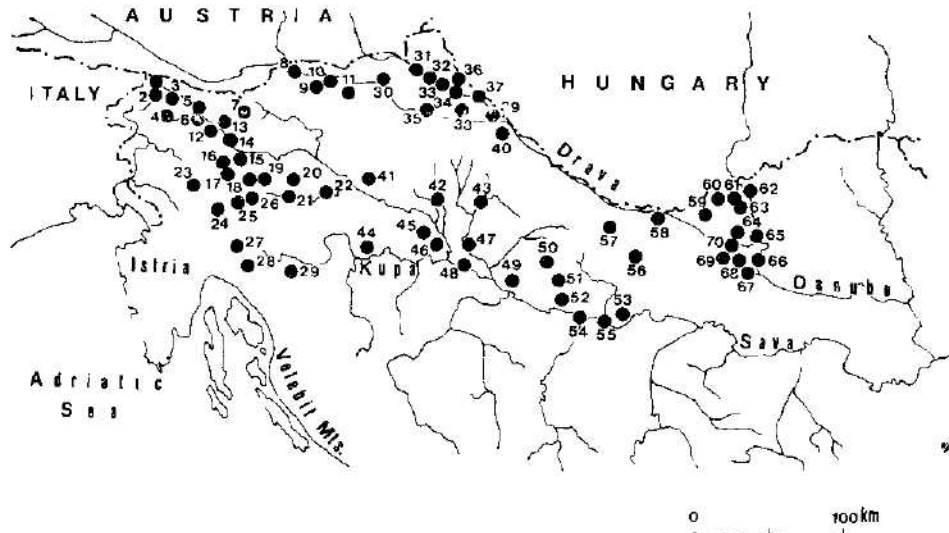 AUSTRIA
ITALY
HUNGARY
Drava
Istria
Kupa
Danube
Sava
Velebit Mts.
Adriatic
Sea
8 10 11 30 31 32 36
2 3 5 7 9 33 34 37
4 6 12 13 35 33 39
14 40
16 15
23 17 18 19 20 22 41 42 43 60 61 62
24 25 26 21 59 63
45 57 58 64 65
27 44 46 47 70
28 29 48 50 56 69 68 66
49 51 67
52 53
54 55
0 100km